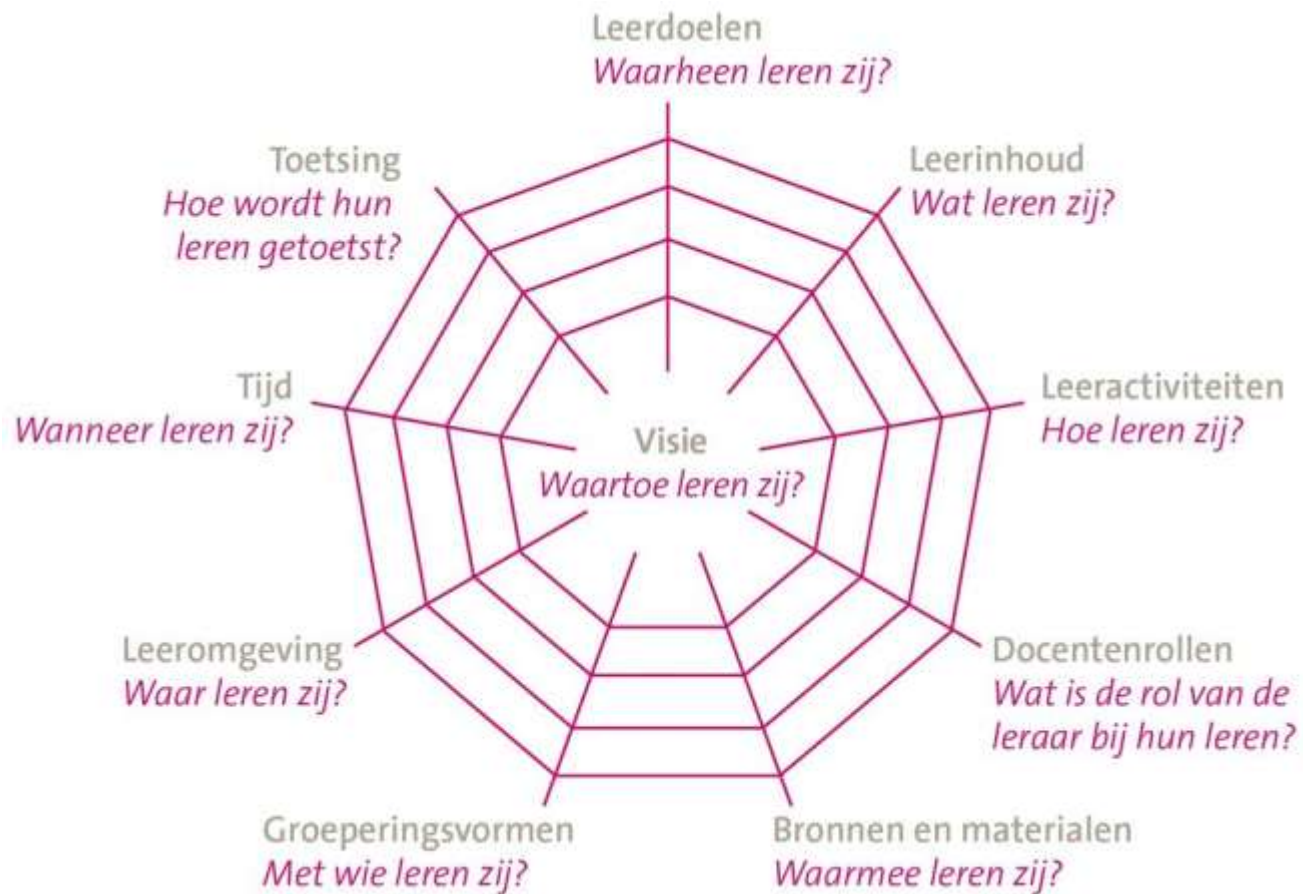 Leerdoelen
Waarheen leren zij?
Leerinhoud
Wat leren zij?
Leeractiviteiten
Hoe leren zij?
Docentenrollen
Wat is de rol van de
leraar bij hun leren?
Bronnen en materialen
Waarmee leren zij?
Groeperingsvormen
Met wie leren zij?
Leeromgeving
Waar leren zij?
Tijd
Wanneer leren zij?
Toetsing
Hoe wordt hun
leren getoetst?
Visie
Waartoe leren zij?